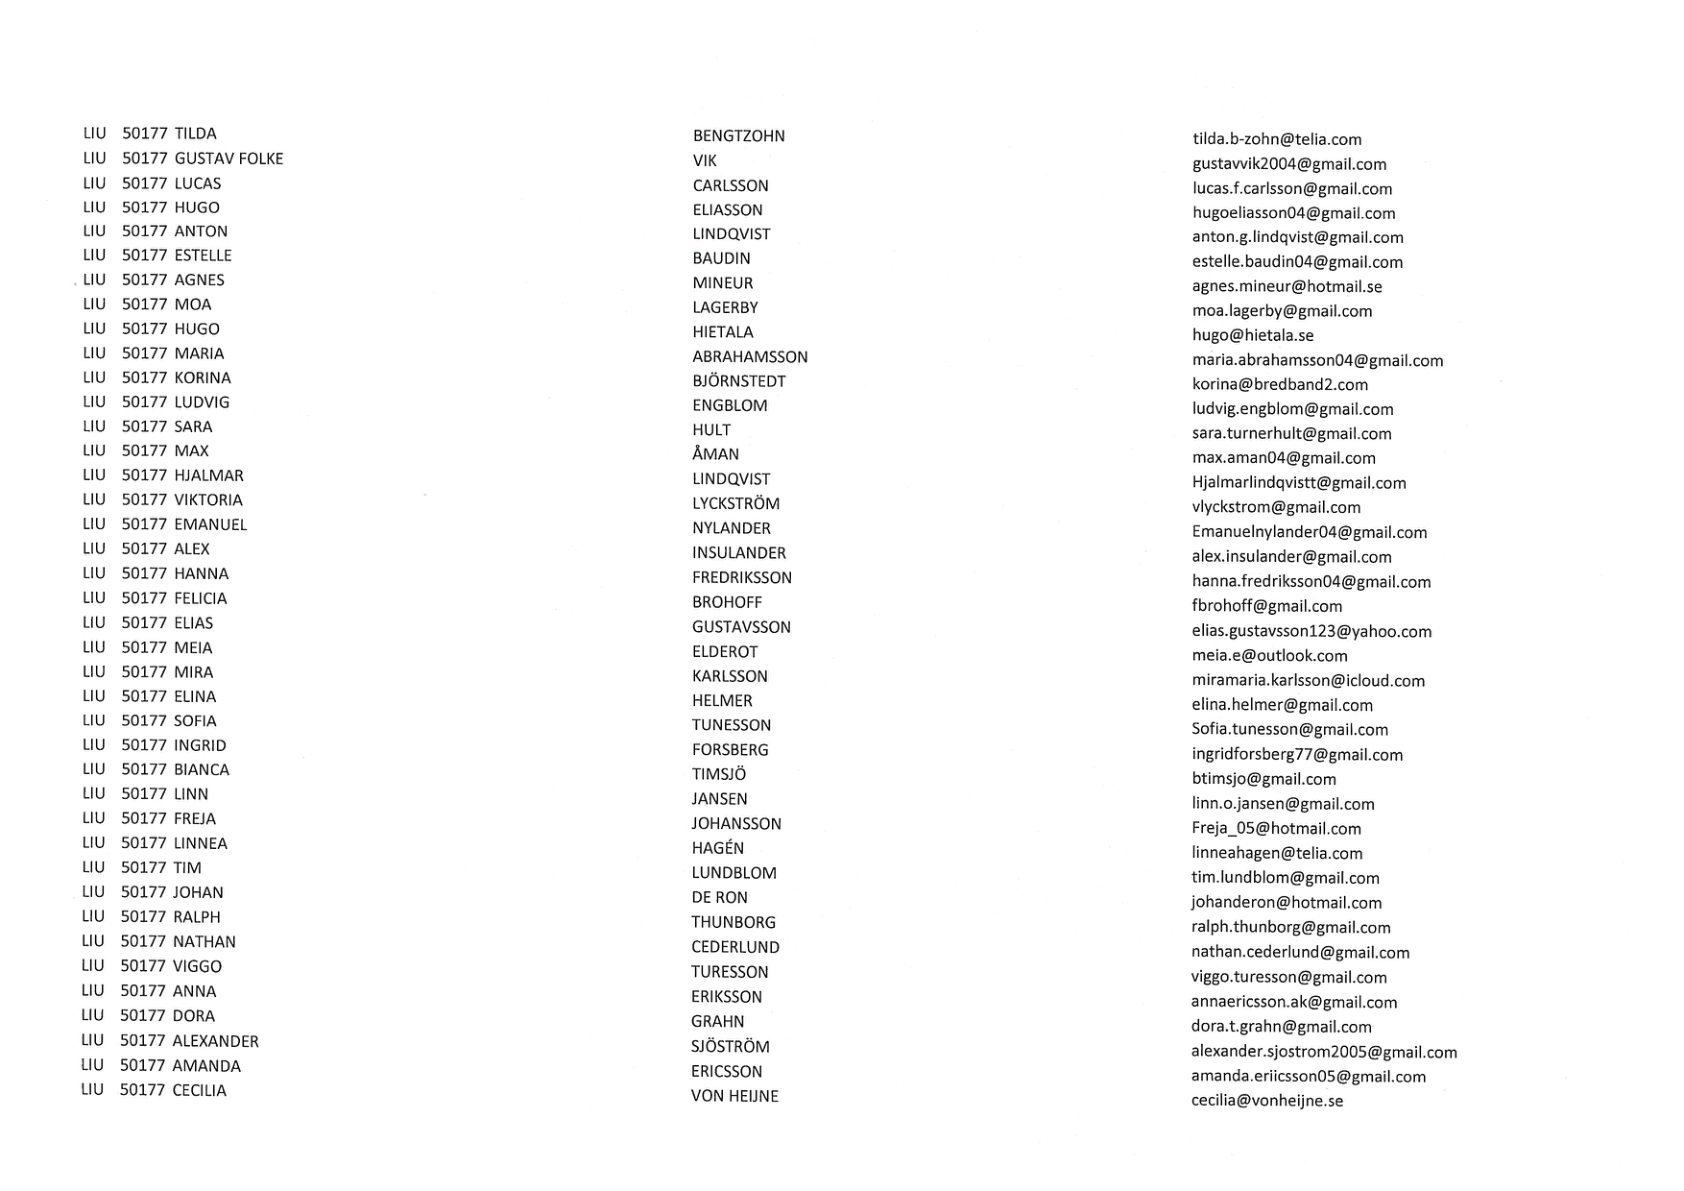 LIU 50177 TILDA BENGTZOHN tilda.b-zohn@telia.com
LIU 50177 GUSTAV FOLKE VIK gustavvik2004@gmail.com
LIU 50177 LUCAS CARLSSON lucas.f.carlsson@gmail.com
LIU 50177 HUGO ELIASSON hugoeliasson04@gmail.com
LIU 50177 ANTON LINDQVIST anton.g.lindqvist@gmail.com
LIU 50177 ESTELLE BAUDIN estelle.baudin04@gmail.com
LIU 50177 AGNES MINEUR agnes.mineur@hotmail.se
LIU 50177 MOA LAGERBY moa.lagerby@gmail.com
LIU 50177 HUGO HIETALA hugo@hietala.se
LIU 50177 MARIA ABRAHAMSSON maria.abrahamsson04@gmail.com
LIU 50177 KORINA BJÖRNSTEDT korina@bredband2.com
LIU 50177 LUDVIG ENGBLOM ludvig.engblom@gmail.com
LIU 50177 SARA HULT sara.turnerhult@gmail.com
LIU 50177 MAX ÅMAN max.aman04@gmail.com
LIU 50177 HJALMAR LINDQVIST Hjalmarlindqvistt@gmail.com
LIU 50177 VIKTORIA LYCKSTRÖM vlyckstrom@gmail.com
LIU 50177 EMANUEL NYLANDER Emanuelnylander04@gmail.com
LIU 50177 ALEX INSULANDER alex.insulander@gmail.com
LIU 50177 HANNA FREDRIKSSON hanna.fredriksson04@gmail.com
LIU 50177 FELICIA BROHOFF fbrohoff@gmail.com
LIU 50177 ELIAS GUSTAVSSON elias.gustavsson123@yahoo.com
LIU 50177 MEIA ELDEROT meia.e@outlook.com
LIU 50177 MIRA KARLSSON miramaria.karlsson@icloud.com
LIU 50177 ELINA HELMER elina.helmer@gmail.com
LIU 50177 SOFIA TUNESSON Sofia.tunesson@gmail.com
LIU 50177 INGRID FORSBERG ingridforsberg77@gmail.com
LIU 50177 BIANCA TIMSJÖ btimsjo@gmail.com
LIU 50177 LINN JANSEN linn.o.jansen@gmail.com
LIU 50177 FREJA JOHANSSON Freja_05@hotmail.com
LIU 50177 LINNEA HAGÉN linneahagen@telia.com
LIU 50177 TIM LUNDBLOM tim.lundblom@gmail.com
LIU 50177 JOHAN DE RON johanderon@hotmail.com
LIU 50177 RALPH THUNBORG ralph.thunborg@gmail.com
LIU 50177 NATHAN CEDERLUND nathan.cederlund@gmail.com
LIU 50177 VIGGO TURESSON viggo.turesson@gmail.com
LIU 50177 ANNA ERIKSSON annaericsson.ak@gmail.com
LIU 50177 DORA GRAHN dora.t.grahn@gmail.com
LIU 50177 ALEXANDER SJÖSTRÖM alexander.sjostrom2005@gmail.com
LIU 50177 AMANDA ERICSSON amanda.eriicsson05@gmail.com
LIU 50177 CECILIA VON HEIJNE cecilia@vonheijne.se